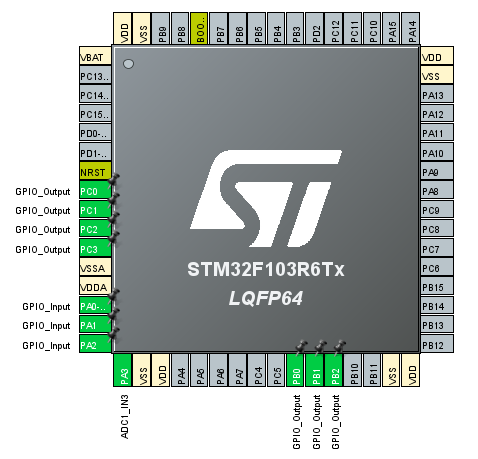 VDD VSS PB9 PB8 BOO.. PB7 PB6 PB5 PB4 PB3 PD2 PC12 PC11 PC10 PA15 PA14
VBAT VDD
PC13.. VSS
PC14.. PA13
PC15.. PA12
PD0-.. PA11
PD1-.. PA10
NRST PA9
GPIO_Output PC0 PA8
GPIO_Output PC1 PC9
GPIO_Output PC2 PC8
GPIO_Output PC3 PC7
VSSA PC6
VDDA PB15
GPIO_Input PA0-.. PB14
GPIO_Input PA1 PB13
GPIO_Input PA2 PB12
ST
STM32F103R6Tx
LQFP64
PA3 VSS VDD PA4 PA5 PA6 PA7 PC4 PC5 PB0 PB1 PB2 PB10 PB11 VSS VDD
ADC1_IN3 GPIO_Output GPIO_Output GPIO_Output